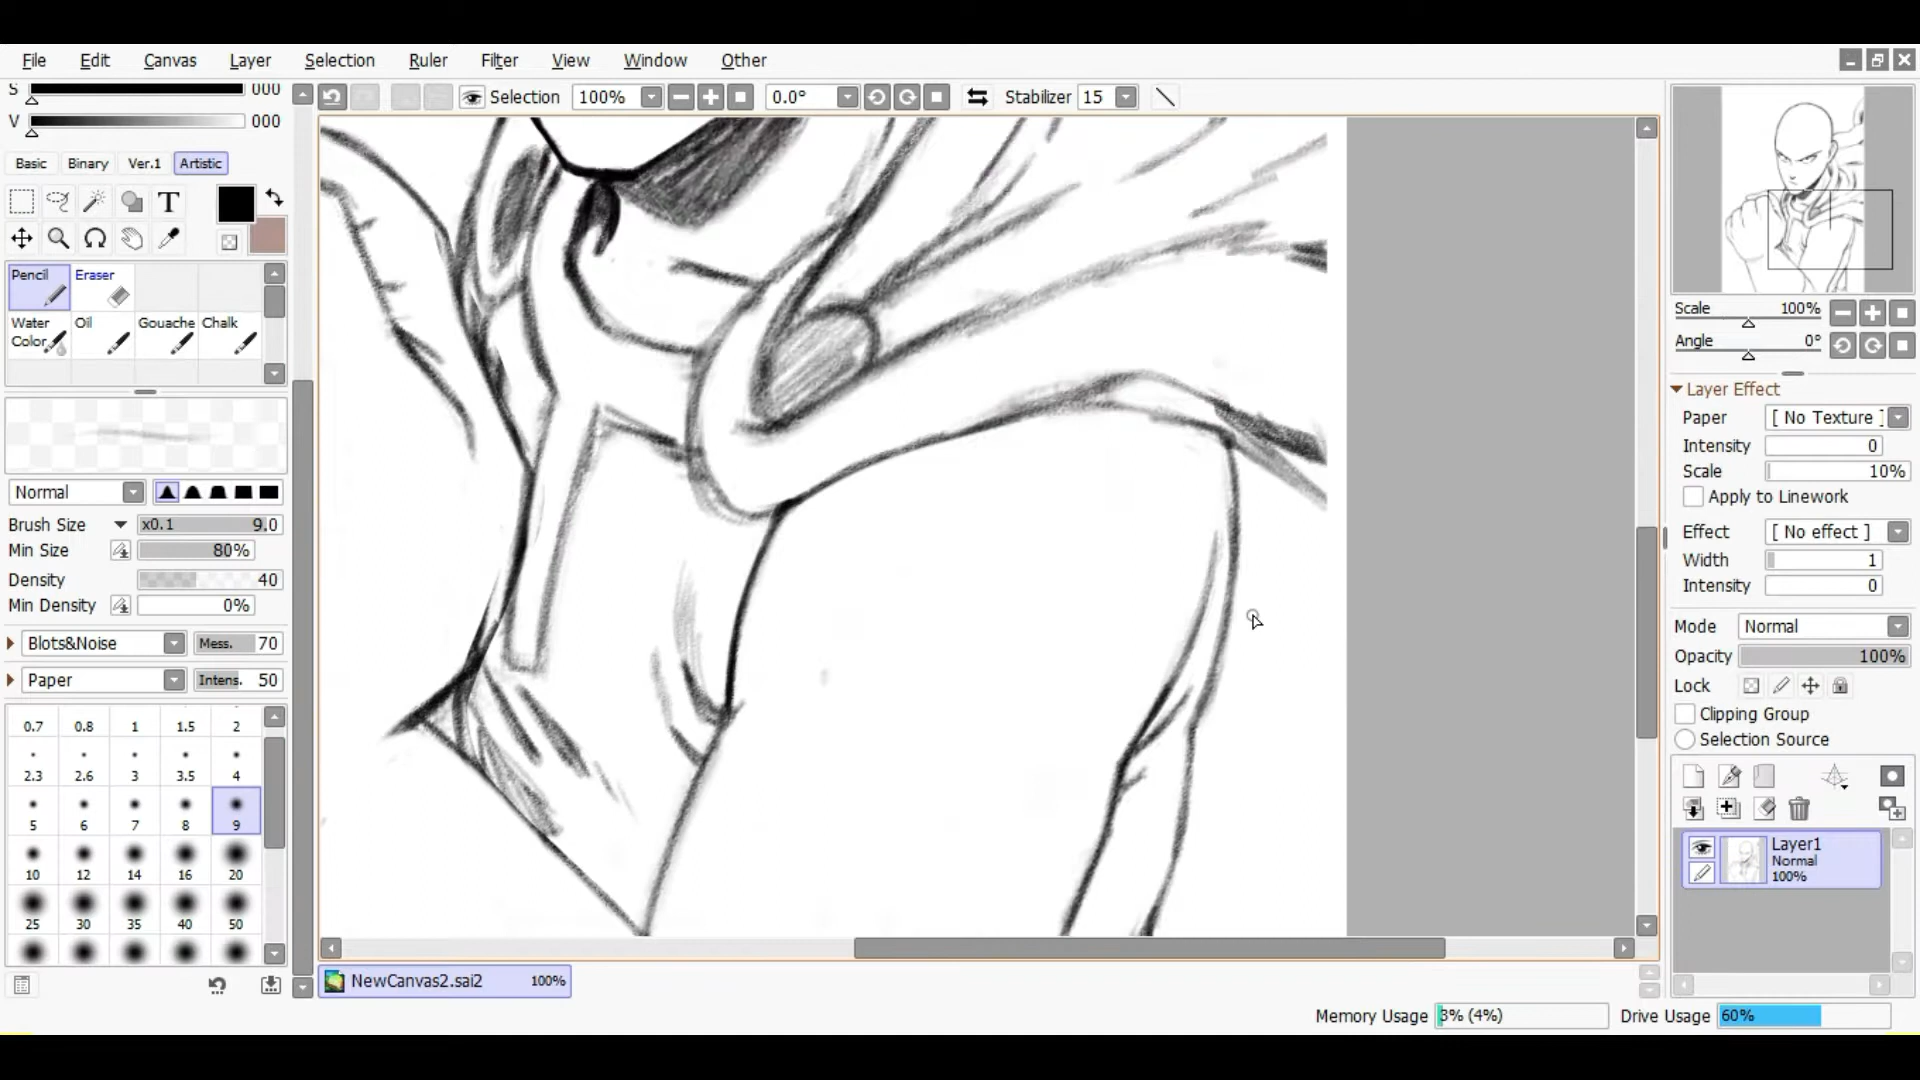 File Edit Canvas Layer Selection Ruler Filter View Window Other
S 000
V 000
Selection 100% 0.0° Stabilizer 15
Basic Binary Ver.1 Artistic
T
Pencil Eraser
Water Color Oil Gouache Chalk
Normal
Brush Size x0.1 9.0
Min Size 80%
Density 40
Min Density 0%
Blots&Noise Mess. 70
Paper Intens. 50
0.7 0.8 1 1.5 2
2.3 2.6 3 3.5 4
5 6 7 8 9
10 12 14 16 20
25 30 35 40 50
NewCanvas2.sai2 100%
Scale 100%
Angle 0°
Layer Effect
Paper [ No Texture ]
Intensity 0
Scale 10%
Apply to Linework
Effect [ No effect ]
Width 1
Intensity 0
Mode Normal
Opacity 100%
Lock
Clipping Group
Selection Source
Layer1
Normal
100%
Memory Usage 3% (4%) Drive Usage 60%